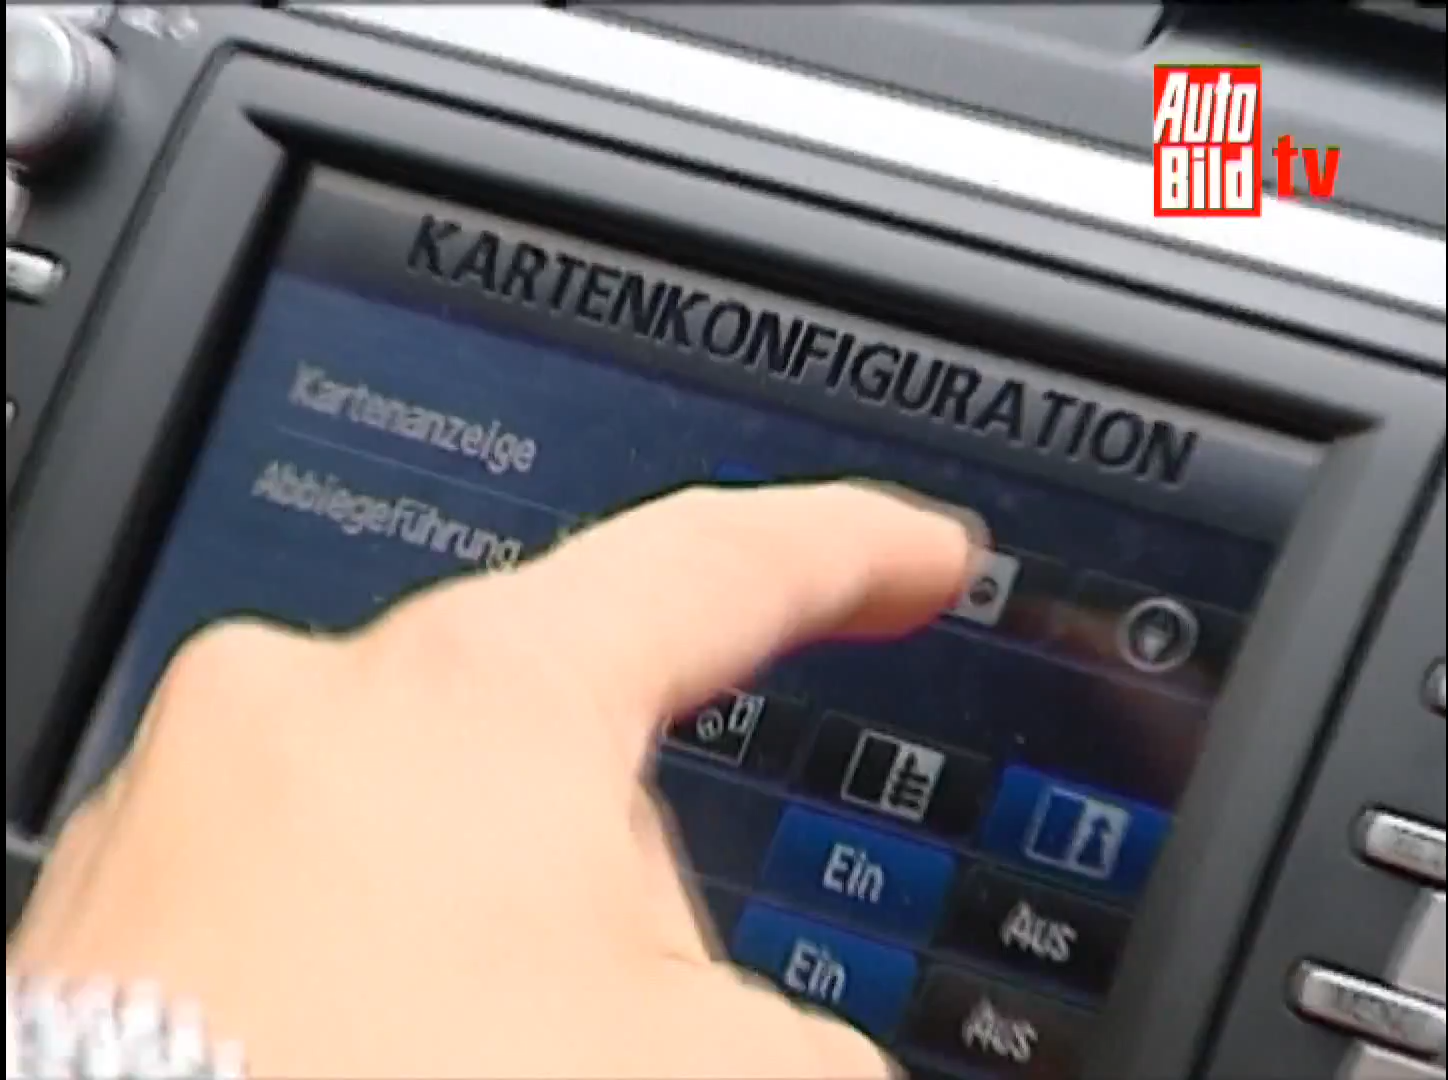 Auto
Bild tv
KARTENKONFIGURATION
Kartenanzeige
Abbiegeführung
Ein
Aus
Ein
Aus